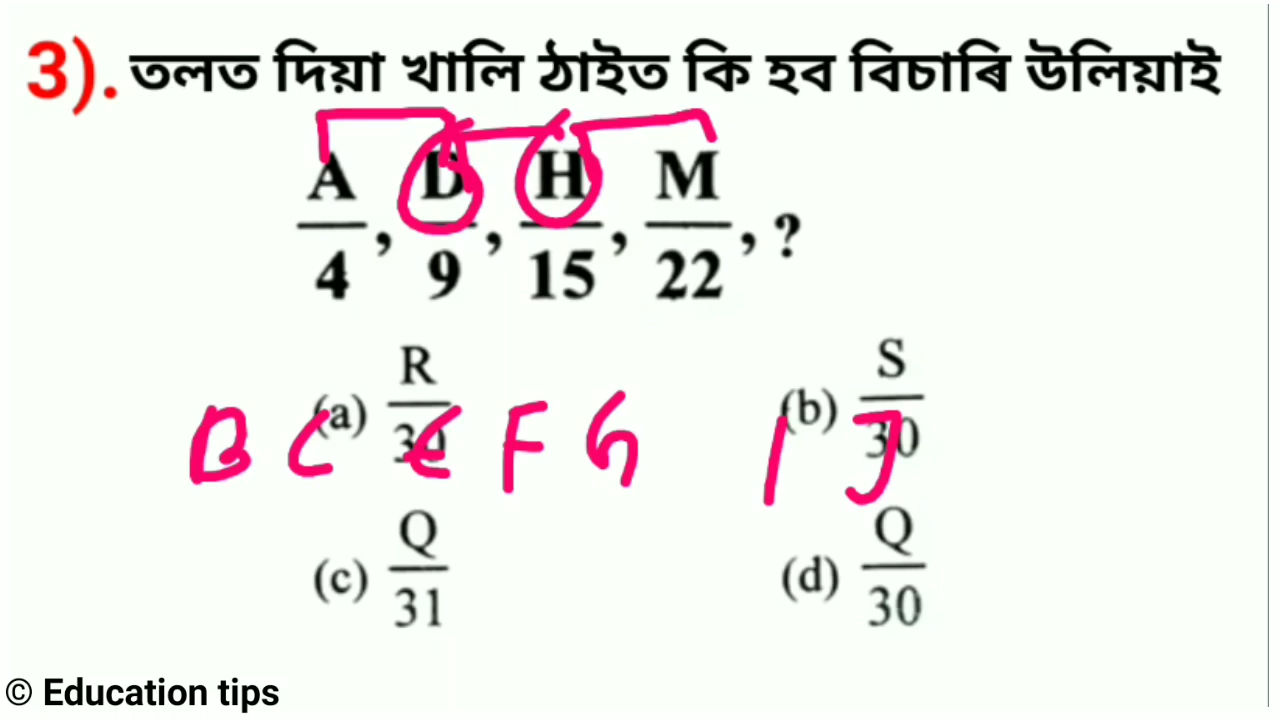 3). তলত দিয়া খালি ঠাইত কি হব বিচাৰি উলিয়াই
A/4, D/9, H/15, M/22, ?
(a) R/30 (b) S/30
B C E F G I J
(c) Q/31 (d) Q/30
© Education tips